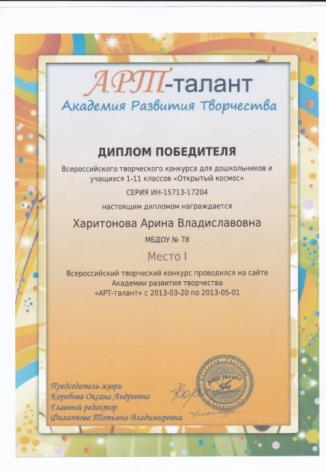 АРТ-талант
Академия Развития Творчества
ДИПЛОМ ПОБЕДИТЕЛЯ
Всероссийского творческого конкурса для дошкольников и
учащихся 1-11 классов «Открытый космос»
СЕРИЯ ИН-15713-17204
настоящим дипломом награждается
Харитонова Арина Владиславовна
МБДОУ № 78
Место I
Всероссийский творческий конкурс проводился на сайте
Академии развития творчества
«АРТ-талант» с 2013-03-20 по 2013-05-01
Председатель жюри
Коробова Оксана Андреевна
Главный редактор
Филиппова Татьяна Владимировна